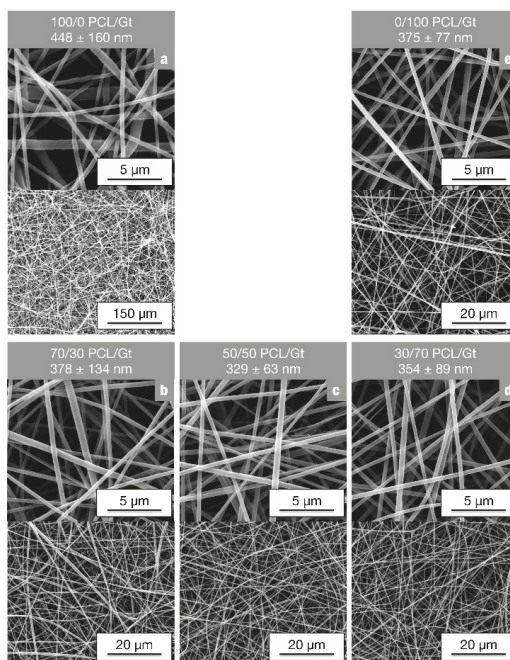 100/0 PCL/Gt
448 ± 160 nm
a
5 µm
150 µm
0/100 PCL/Gt
375 ± 77 nm
e
5 µm
20 µm
70/30 PCL/Gt
378 ± 134 nm
b
5 µm
20 µm
50/50 PCL/Gt
329 ± 63 nm
c
5 µm
20 µm
30/70 PCL/Gt
354 ± 89 nm
d
5 µm
20 µm